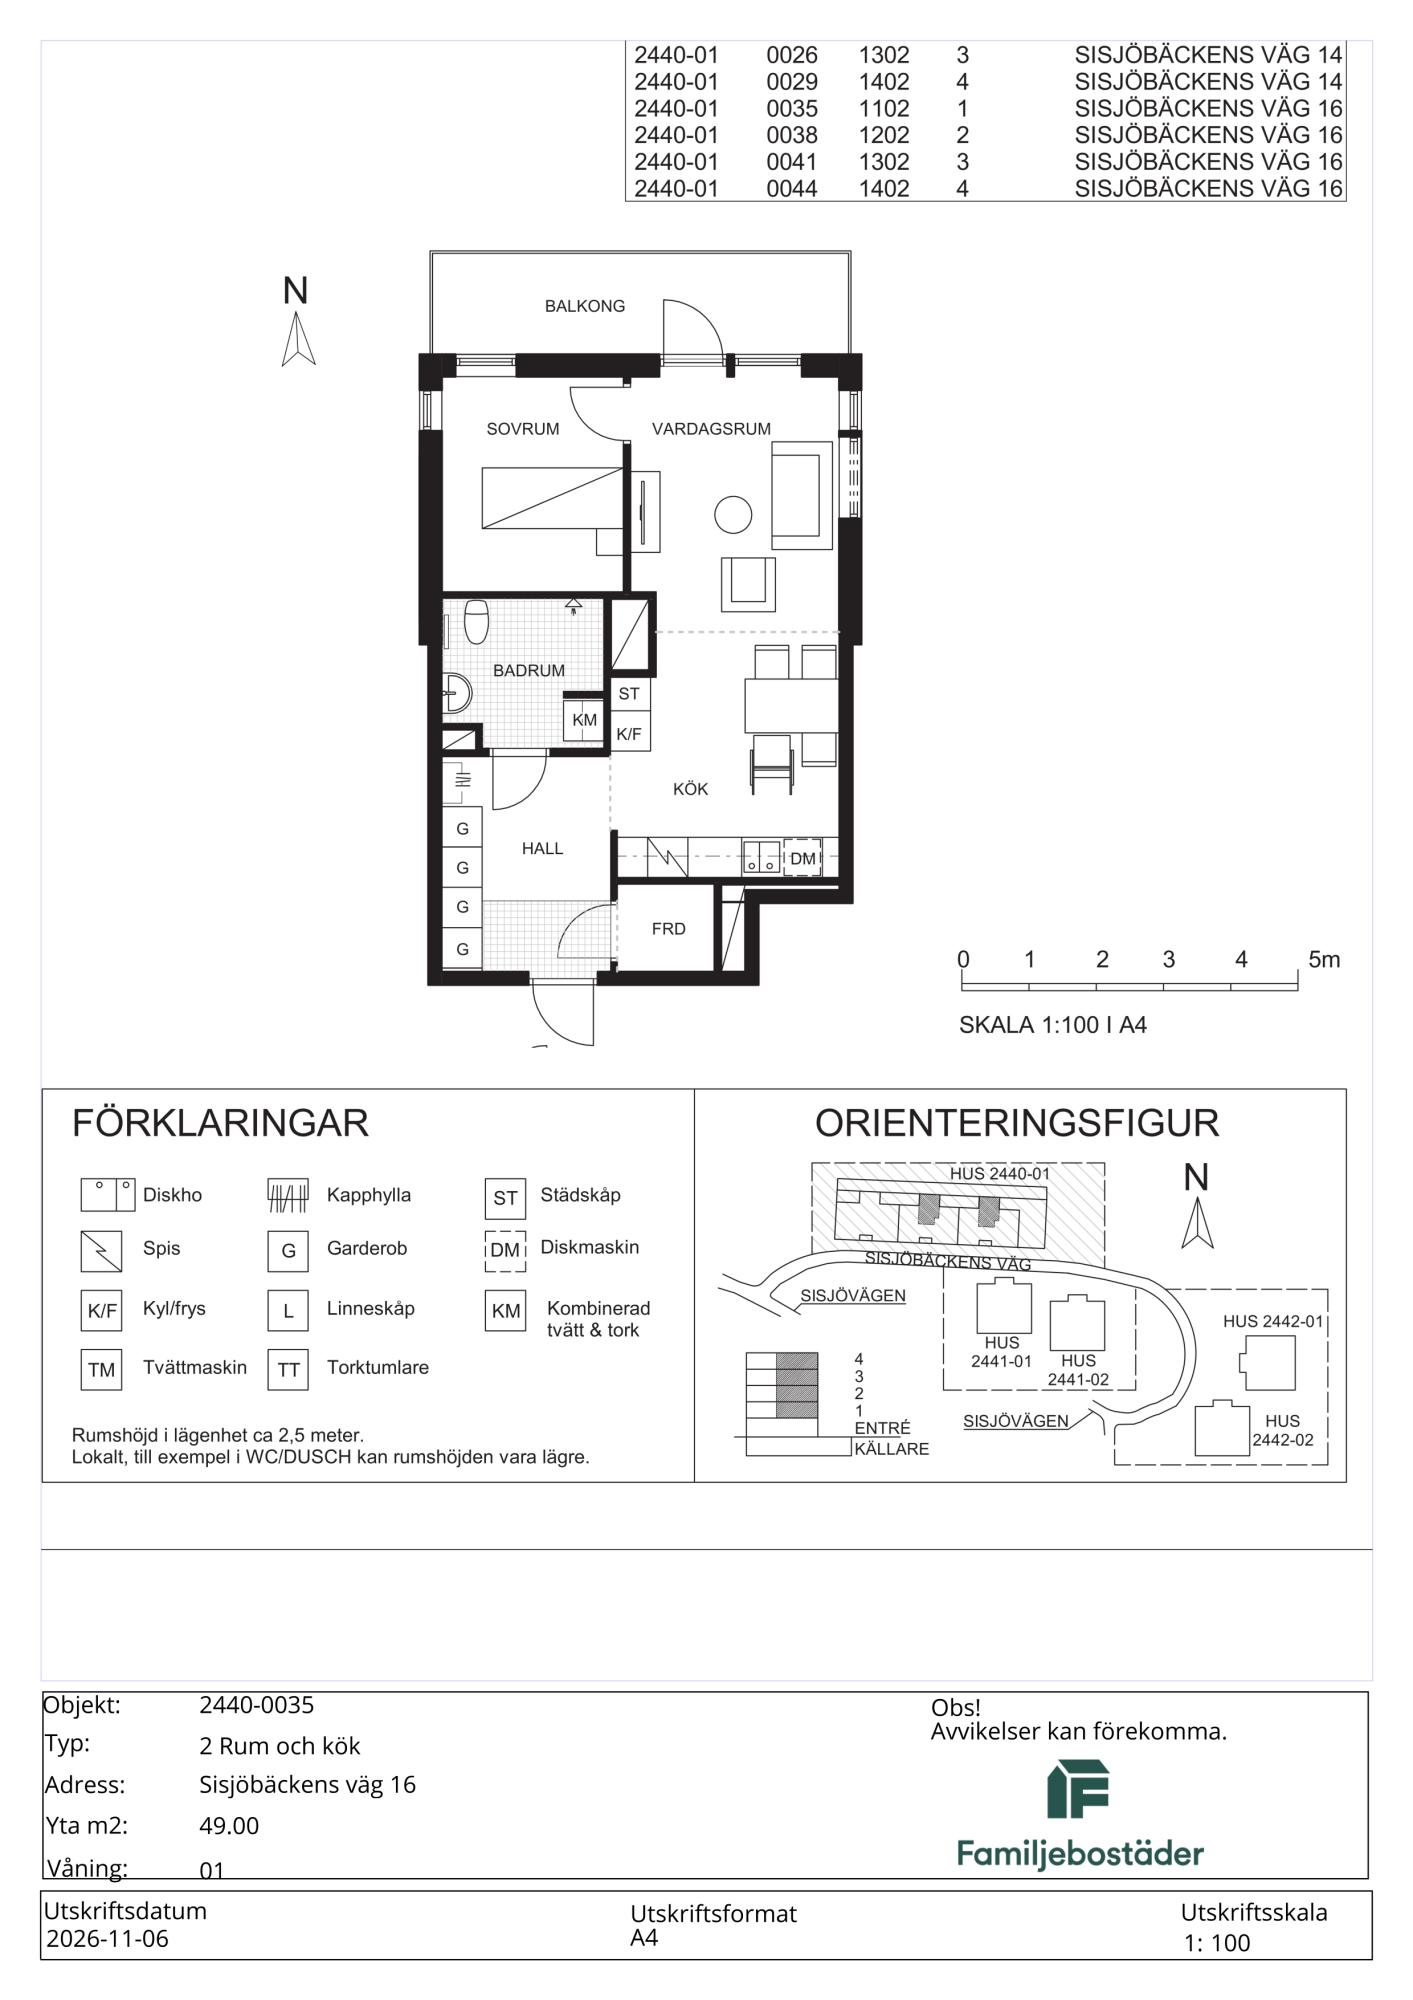 2440-01 0026 1302 3 SISJÖBÄCKENS VÄG 14
2440-01 0029 1402 4 SISJÖBÄCKENS VÄG 14
2440-01 0035 1102 1 SISJÖBÄCKENS VÄG 16
2440-01 0038 1202 2 SISJÖBÄCKENS VÄG 16
2440-01 0041 1302 3 SISJÖBÄCKENS VÄG 16
2440-01 0044 1402 4 SISJÖBÄCKENS VÄG 16
N
BALKONG
SOVRUM
VARDAGSRUM
BADRUM
ST
KM
K/F
KÖK
G
HALL
DM
G
G
FRD
G
0 1 2 3 4 5m
SKALA 1:100 I A4
FÖRKLARINGAR
Diskho
Kapphylla
ST Städskåp
Spis
G Garderob
DM Diskmaskin
K/F Kyl/frys
L Linneskåp
KM Kombinerad
tvätt & tork
TM Tvättmaskin
TT Torktumlare
Rumshöjd i lägenhet ca 2,5 meter.
Lokalt, till exempel i WC/DUSCH kan rumshöjden vara lägre.
ORIENTERINGSFIGUR
HUS 2440-01
N
SISJÖBÄCKENS VÄG
SISJÖVÄGEN
HUS
2441-01
HUS
2441-02
HUS 2442-01
HUS
2442-02
SISJÖVÄGEN
4
3
2
1
ENTRÉ
KÄLLARE
Objekt: 2440-0035
Typ: 2 Rum och kök
Adress: Sisjöbäckens väg 16
Yta m2: 49.00
Våning: 01
Obs!
Avvikelser kan förekomma.
Familjebostäder
Utskriftsdatum
2026-11-06
Utskriftsformat
A4
Utskriftsskala
1: 100